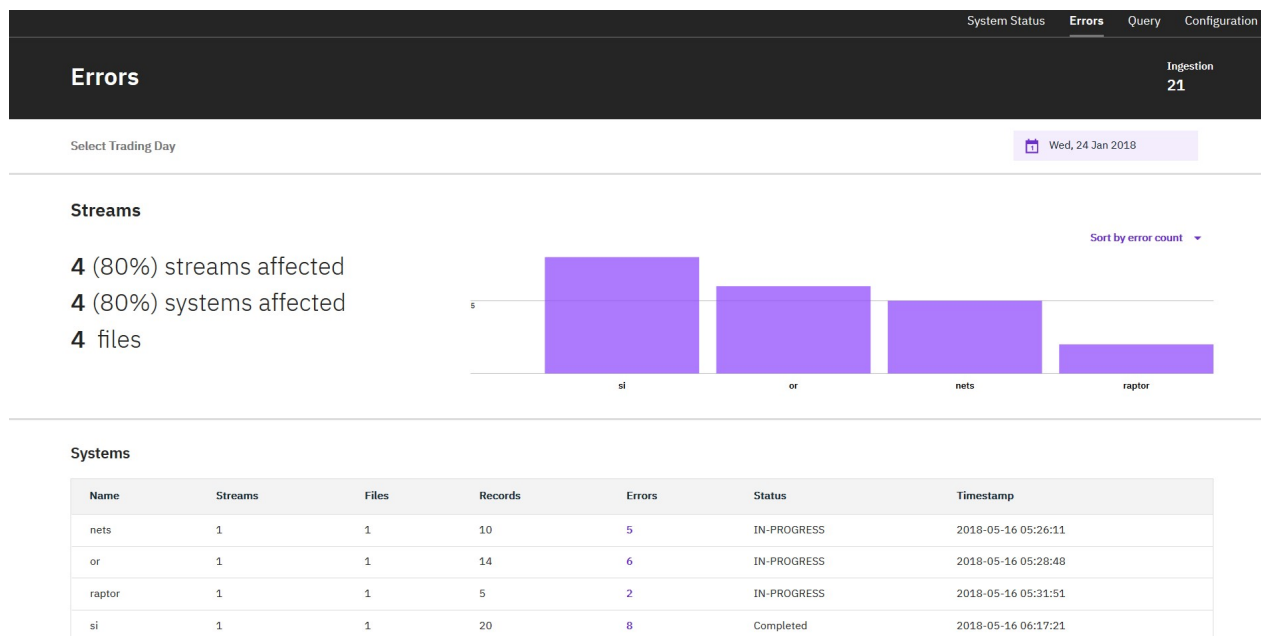 System Status Errors Query Configuration
Errors
Ingestion
21
Select Trading Day
1 Wed, 24 Jan 2018
Streams
Sort by error count
4 (80%) streams affected
4 (80%) systems affected
4 files
5
si or nets raptor
Systems
Name Streams Files Records Errors Status Timestamp
nets 1 1 10 5 IN-PROGRESS 2018-05-16 05:26:11
or 1 1 14 6 IN-PROGRESS 2018-05-16 05:28:48
raptor 1 1 5 2 IN-PROGRESS 2018-05-16 05:31:51
si 1 1 20 8 Completed 2018-05-16 06:17:21